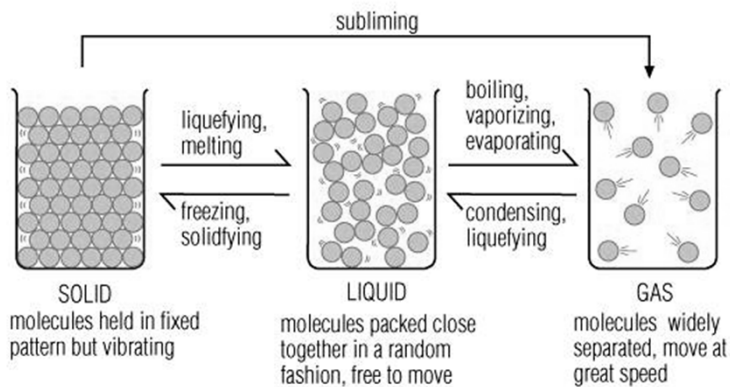 subliming
liquefying,
melting
freezing,
solidfying
boiling,
vaporizing,
evaporating
condensing,
liquefying
SOLID
molecules held in fixed
pattern but vibrating
LIQUID
molecules packed close
together in a random
fashion, free to move
GAS
molecules widely
separated, move at
great speed